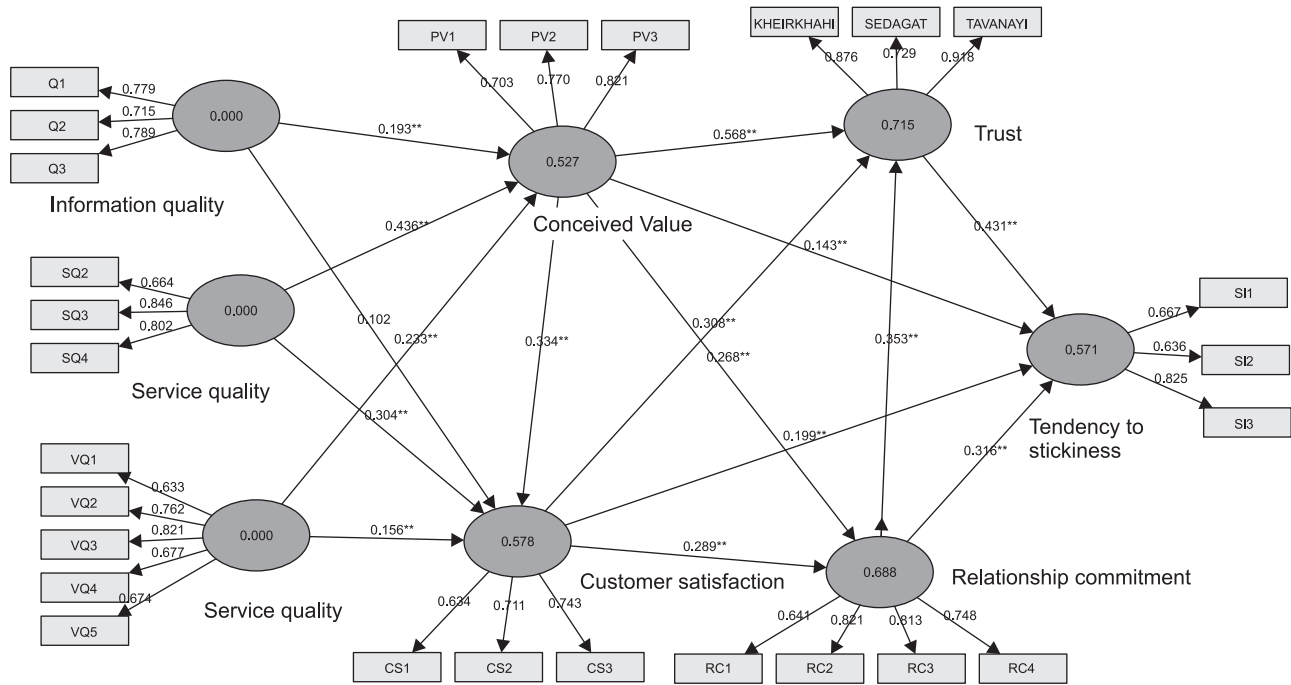 KHEIRKHAHI
SEDAGAT
TAVANAYI
PV1
PV2
PV3
0.876
0.729
0.918
Q1
0.779
0.703
0.770
0.821
Q2
0.715
0.000
0.715
Trust
0.193**
0.568**
Q3
0.789
0.527
Information quality
Conceived Value
0.436**
0.431**
0.143**
SQ2
0.664
SQ3
0.846
0.000
SQ4
0.802
0.102
0.233**
0.334**
0.308**
0.268**
0.353**
SI1
0.667
0.571
0.636
SI2
0.825
SI3
Service quality
Tendency to
stickiness
0.304**
0.199**
0.316**
VQ1
0.633
VQ2
0.762
VQ3
0.821
0.000
VQ4
0.677
VQ5
0.674
0.156**
0.578
0.289**
Service quality
Customer satisfaction
0.688
Relationship commitment
0.634
0.711
0.743
0.641
0.821
0.813
0.748
CS1
CS2
CS3
RC1
RC2
RC3
RC4